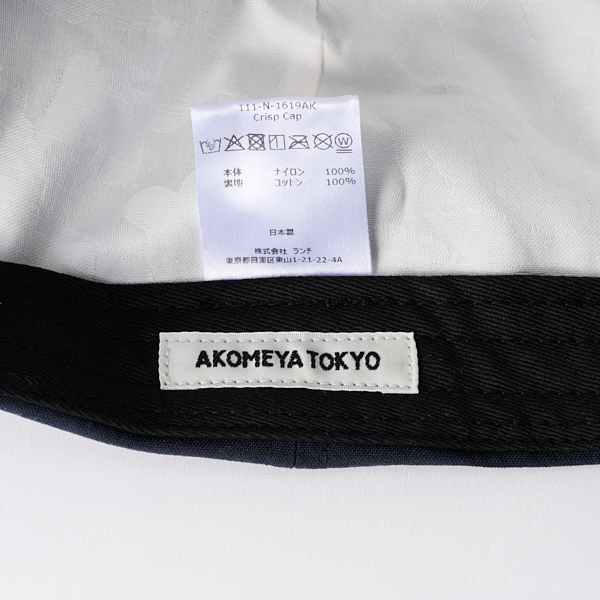 111-N-1619AK
Crisp Cap
本体 ナイロン 100%
裏地 コットン 100%
日本製
株式会社 ランチ
東京都目黒区東山1-21-22-4A
AKOMEYA TOKYO